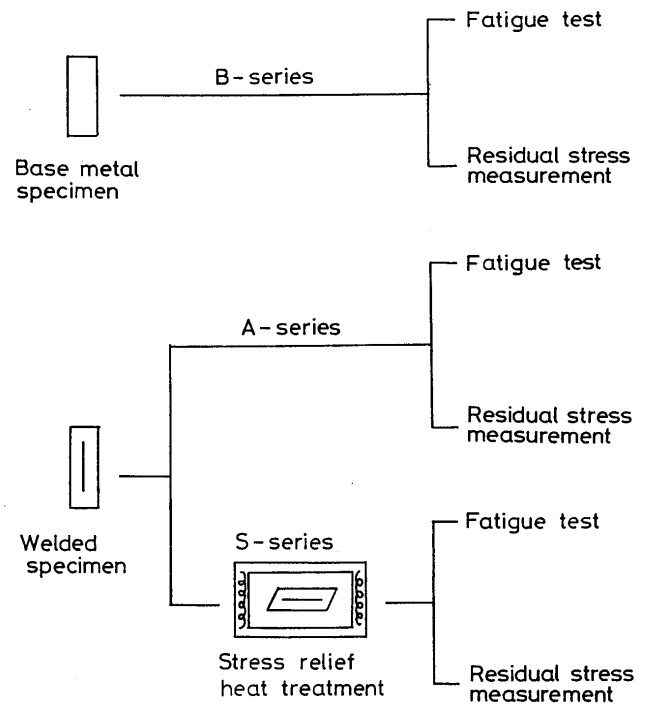 Fatigue test
B-series
Residual stress
measurement
Base metal
specimen
Fatigue test
A-series
Residual stress
measurement
Fatigue test
Welded
specimen
S-series
Stress relief
heat treatment
Residual stress
measurement